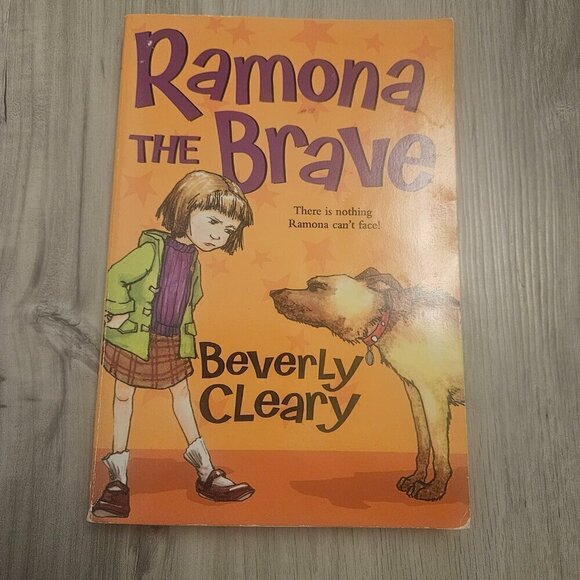 Ramona
THE Brave
There is nothing
Ramona can't face!
Beverly
Cleary